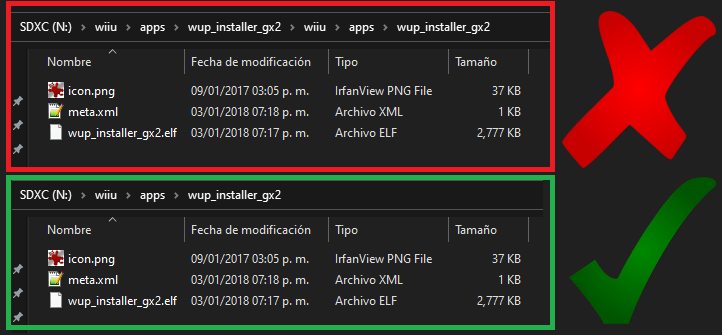 SDXC (N:) > wiiu > apps > wup_installer_gx2 > wiiu > apps > wup_installer_gx2
Nombre Fecha de modificación Tipo Tamaño
icon.png 09/01/2017 03:05 p. m. IrfanView PNG File 37 KB
meta.xml 03/01/2018 07:17 p. m. Archivo XML 1 KB
wup_installer_gx2.elf 03/01/2018 07:18 p. m. Archivo ELF 2,777 KB
SDXC (N:) > wiiu > apps > wup_installer_gx2
Nombre Fecha de modificación Tipo Tamaño
icon.png 09/01/2017 03:05 p. m. IrfanView PNG File 37 KB
meta.xml 03/01/2018 07:18 p. m. Archivo XML 1 KB
wup_installer_gx2.elf 03/01/2018 07:17 p. m. Archivo ELF 2,777 KB